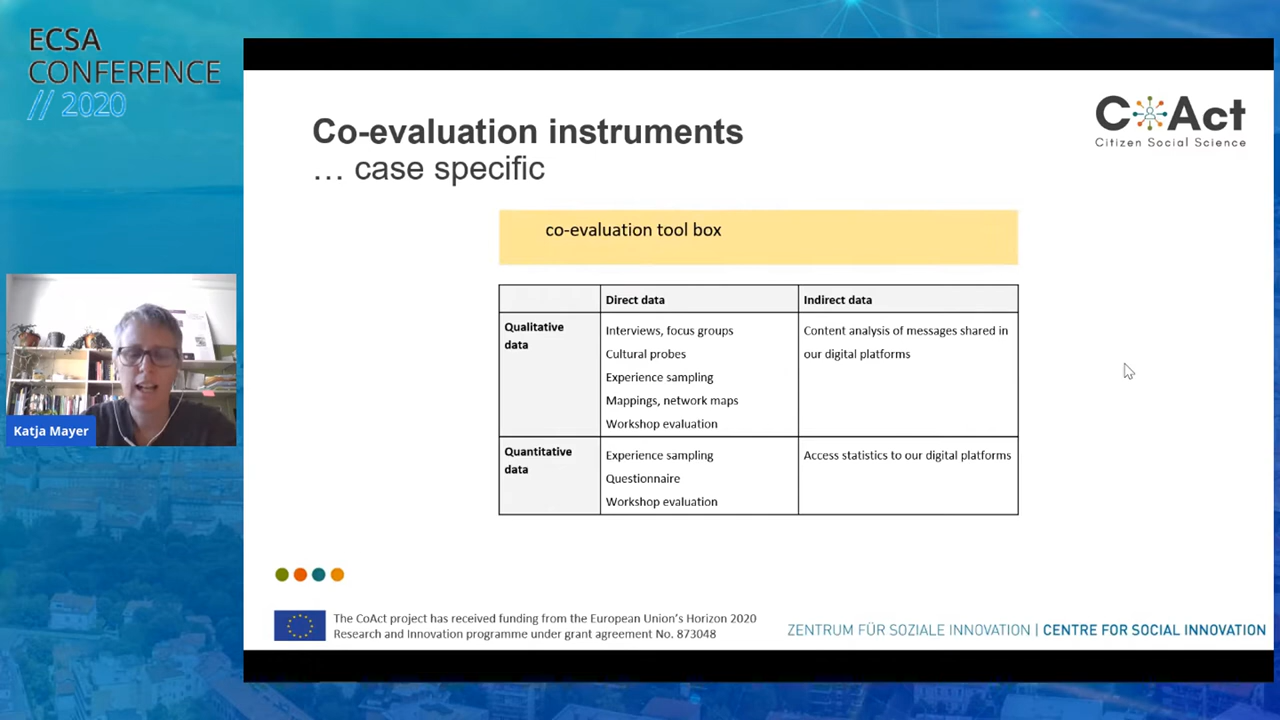 ECSA
CONFERENCE
// 2020
CoAct
Citizen Social Science
Co-evaluation instruments
… case specific
co-evaluation tool box
Direct data
Indirect data
Qualitative
data
Interviews, focus groups
Cultural probes
Experience sampling
Mappings, network maps
Workshop evaluation
Content analysis of messages shared in
our digital platforms
Quantitative
data
Experience sampling
Questionnaire
Workshop evaluation
Access statistics to our digital platforms
Katja Mayer
The CoAct project has received funding from the European Union's Horizon 2020
Research and Innovation programme under grant agreement No. 873048
ZENTRUM FÜR SOZIALE INNOVATION | CENTRE FOR SOCIAL INNOVATION